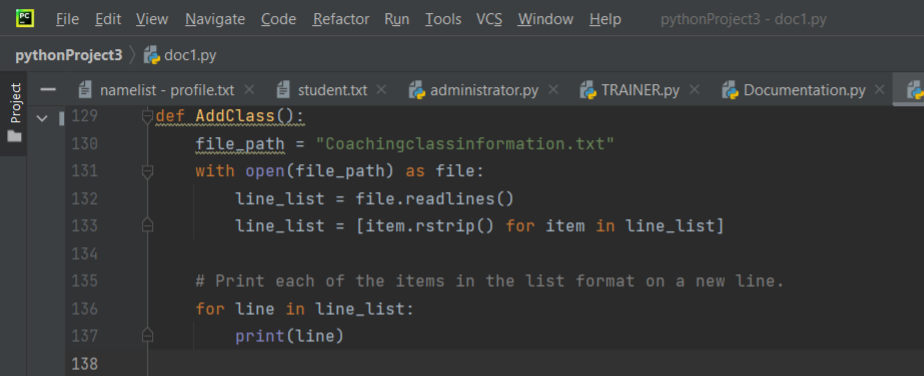 PC File Edit View Navigate Code Refactor Run Tools VCS Window Help pythonProject3 - doc1.py
pythonProject3 doc1.py
Project
namelist - profile.txt student.txt administrator.py TRAINER.py Documentation.py
129 def AddClass():
130     file_path = "Coachingclassinformation.txt"
131     with open(file_path) as file:
132         line_list = file.readlines()
133         line_list = [item.rstrip() for item in line_list]
134
135     # Print each of the items in the list format on a new line.
136     for line in line_list:
137         print(line)
138